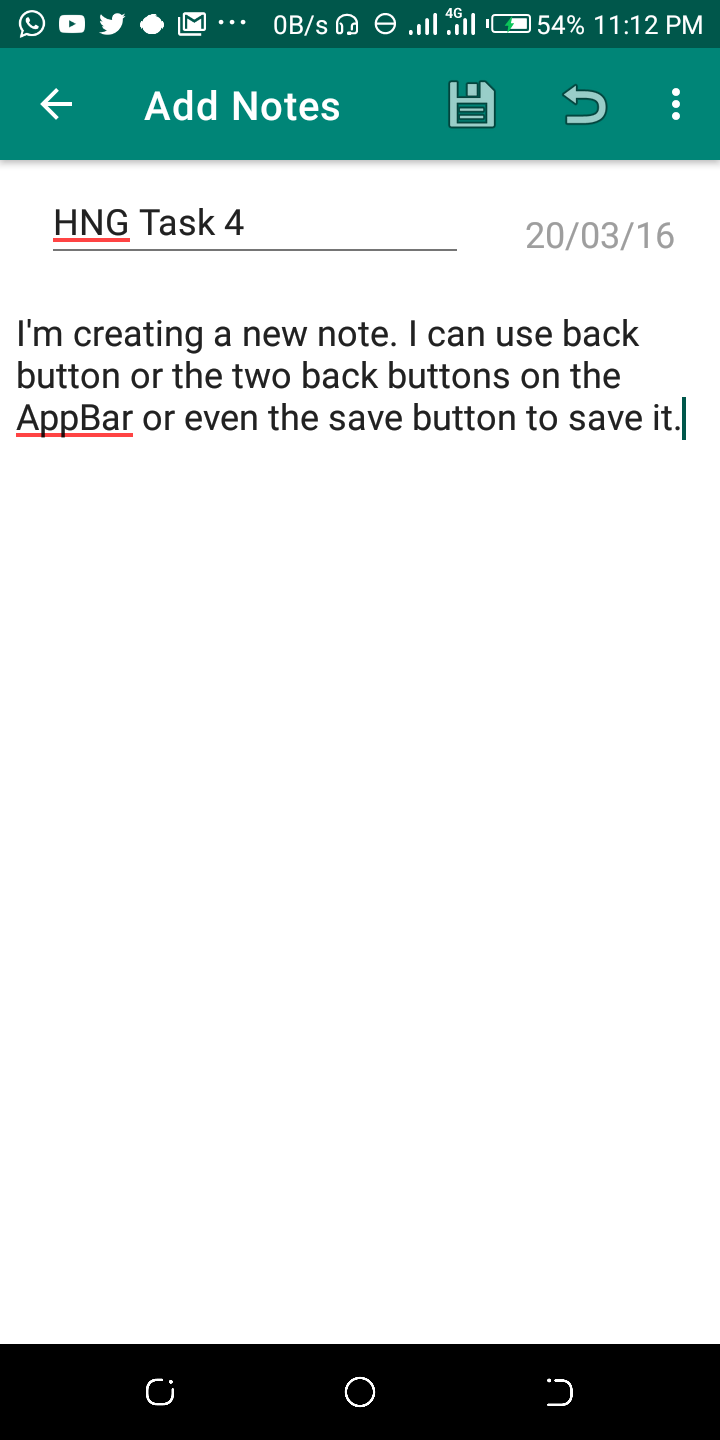 0B/s 4G 54% 11:12 PM
Add Notes
HNG Task 4
20/03/16
I'm creating a new note. I can use back
button or the two back buttons on the
AppBar or even the save button to save it.